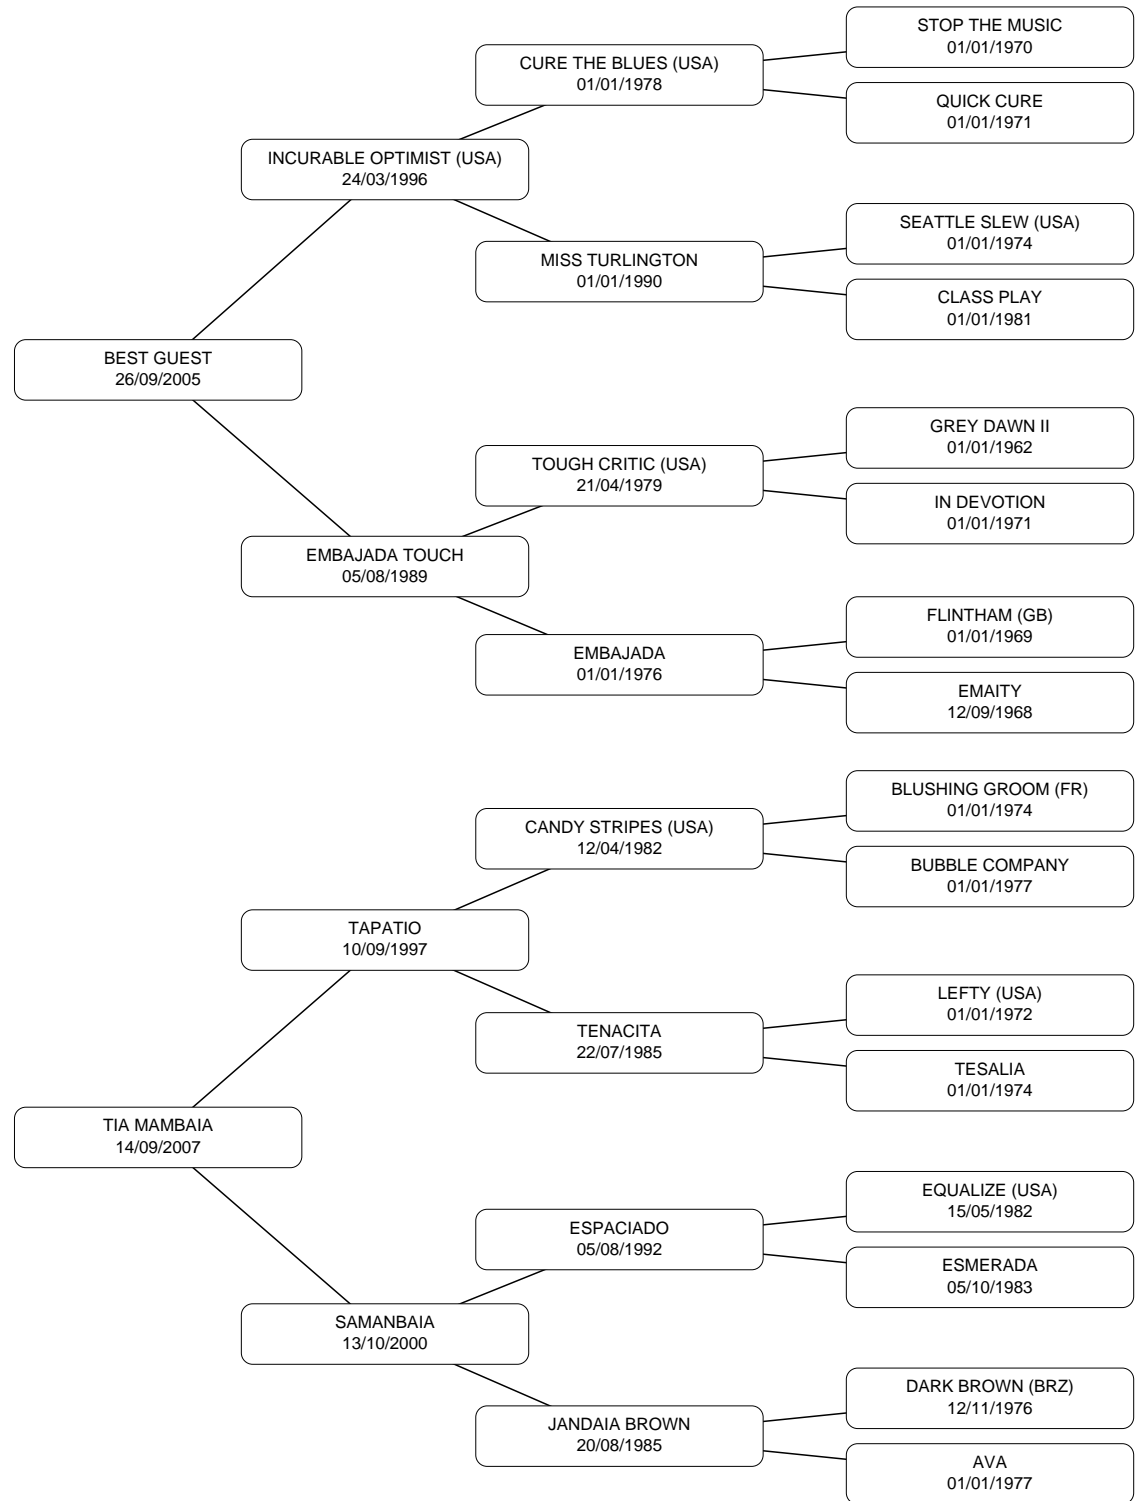 STOP THE MUSIC
01/01/1970
CURE THE BLUES (USA)
01/01/1978
QUICK CURE
01/01/1971
INCURABLE OPTIMIST (USA)
24/03/1996
SEATTLE SLEW (USA)
01/01/1974
MISS TURLINGTON
01/01/1990
CLASS PLAY
01/01/1981
BEST GUEST
26/09/2005
GREY DAWN II
01/01/1962
TOUGH CRITIC (USA)
21/04/1979
IN DEVOTION
01/01/1971
EMBAJADA TOUCH
05/08/1989
FLINTHAM (GB)
01/01/1969
EMBAJADA
01/01/1976
EMAITY
12/09/1968
BLUSHING GROOM (FR)
01/01/1974
CANDY STRIPES (USA)
12/04/1982
BUBBLE COMPANY
01/01/1977
TAPATIO
10/09/1997
LEFTY (USA)
01/01/1972
TENACITA
22/07/1985
TESALIA
01/01/1974
TIA MAMBAIA
14/09/2007
EQUALIZE (USA)
15/05/1982
ESPACIADO
05/08/1992
ESMERADA
05/10/1983
SAMANBAIA
13/10/2000
DARK BROWN (BRZ)
12/11/1976
JANDAIA BROWN
20/08/1985
AVA
01/01/1977